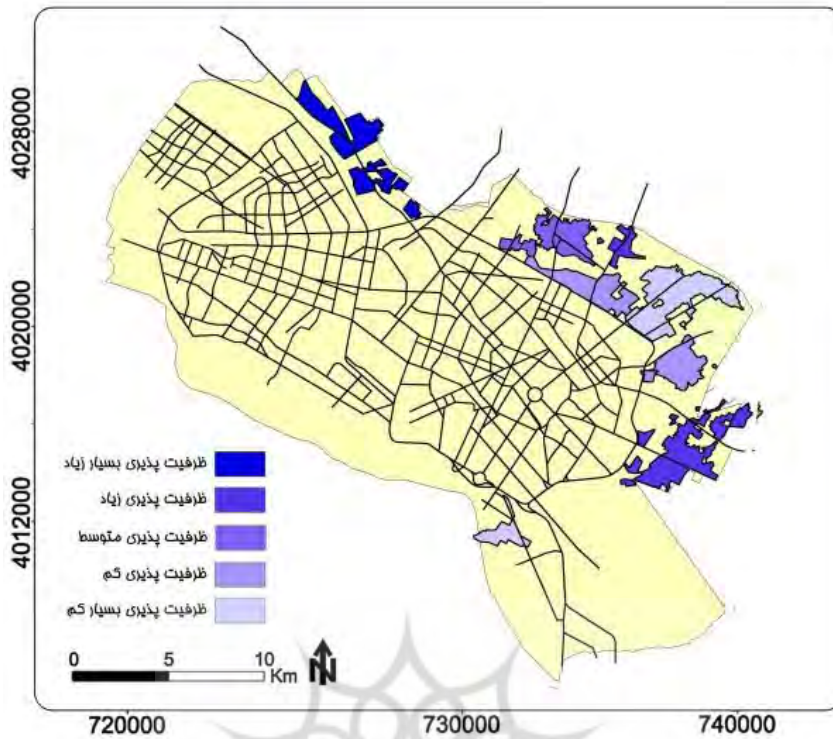 4028000
4020000
4012000
ظرفیت پذیری بسیار زیاد
ظرفیت پذیری زیاد
ظرفیت پذیری متوسط
ظرفیت پذیری کم
ظرفیت پذیری بسیار کم
0 5 10
Km
N
720000 730000 740000